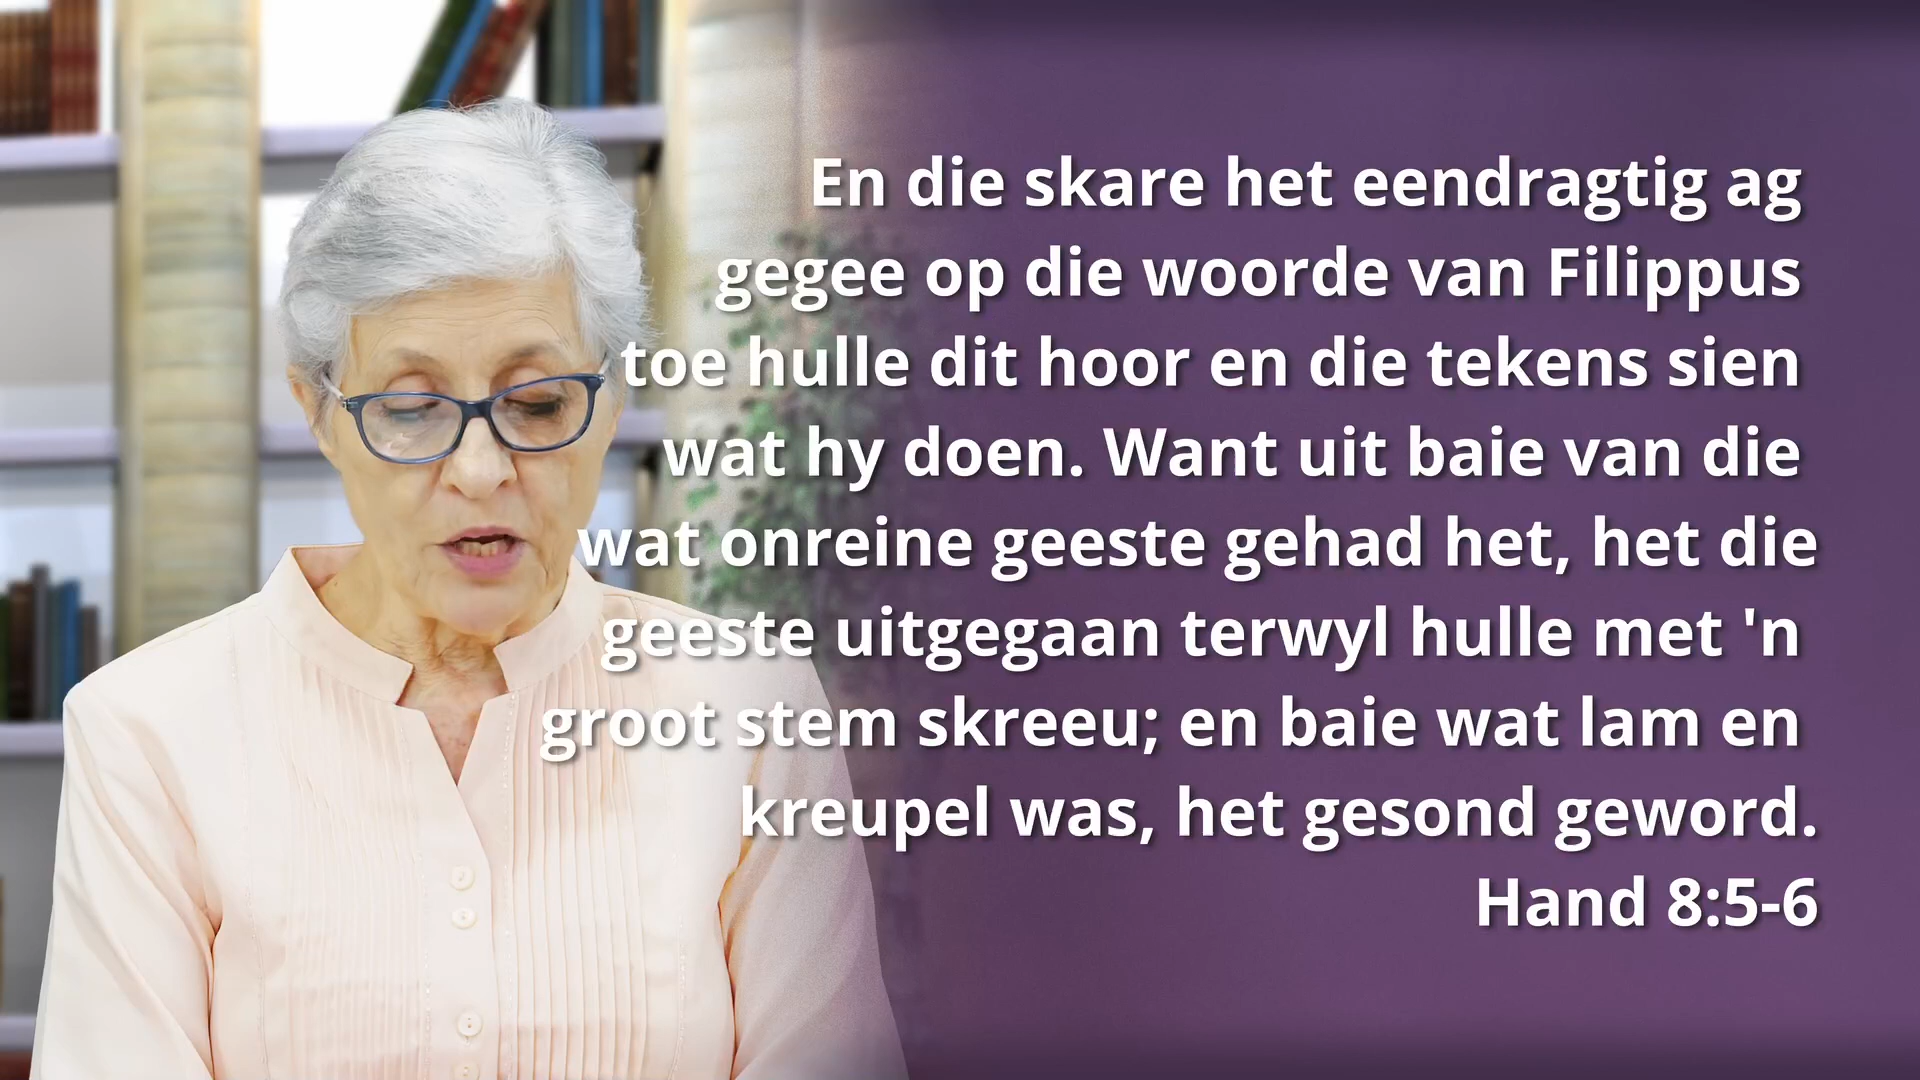 En die skare het eendragtig ag
gegee op die woorde van Filippus
toe hulle dit hoor en die tekens sien
wat hy doen. Want uit baie van die
wat onreine geeste gehad het, het die
geeste uitgegaan terwyl hulle met 'n
groot stem skreeu; en baie wat lam en
kreupel was, het gesond geword.
Hand 8:5-6